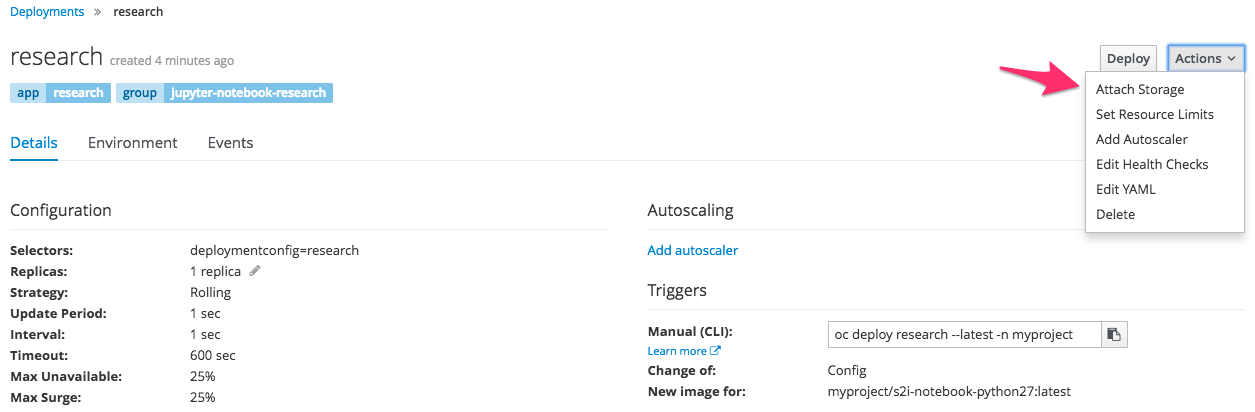 Deployments » research
research created 4 minutes ago
Deploy Actions
app research group jupyter-notebook-research
Attach Storage
Set Resource Limits
Add Autoscaler
Edit Health Checks
Edit YAML
Delete
Details Environment Events
Configuration
Selectors: deploymentconfig=research
Replicas: 1 replica
Strategy: Rolling
Update Period: 1 sec
Interval: 1 sec
Timeout: 600 sec
Max Unavailable: 25%
Max Surge: 25%
Autoscaling
Add autoscaler
Triggers
Manual (CLI): oc deploy research --latest -n myproject
Learn more
Change of: Config
New image for: myproject/s2i-notebook-python27:latest